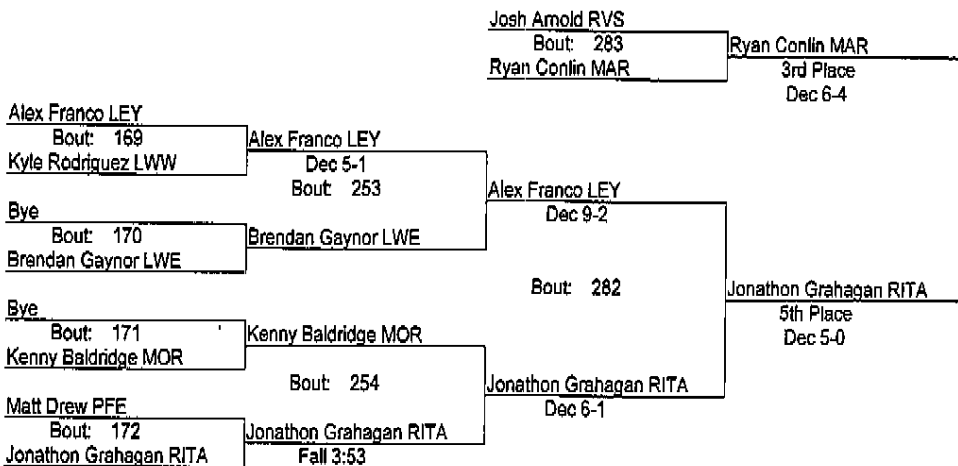 Josh Arnold RVS
Bout: 283
Ryan Conlin MAR
Ryan Conlin MAR
3rd Place
Dec 6-4
Alex Franco LEY
Bout: 169
Kyle Rodriguez LWW
Alex Franco LEY
Dec 5-1
Bout: 253
Bye
Bout: 170
Brendan Gaynor LWE
Brendan Gaynor LWE
Alex Franco LEY
Dec 9-2
Bout: 282
Jonathon Grahagan RITA
5th Place
Dec 5-0
Bye
Bout: 171
Kenny Baldridge MOR
Kenny Baldridge MOR
Bout: 254
Jonathon Grahagan RITA
Dec 6-1
Matt Drew PFE
Bout: 172
Jonathon Grahagan RITA
Jonathon Grahagan RITA
Fall 3:53